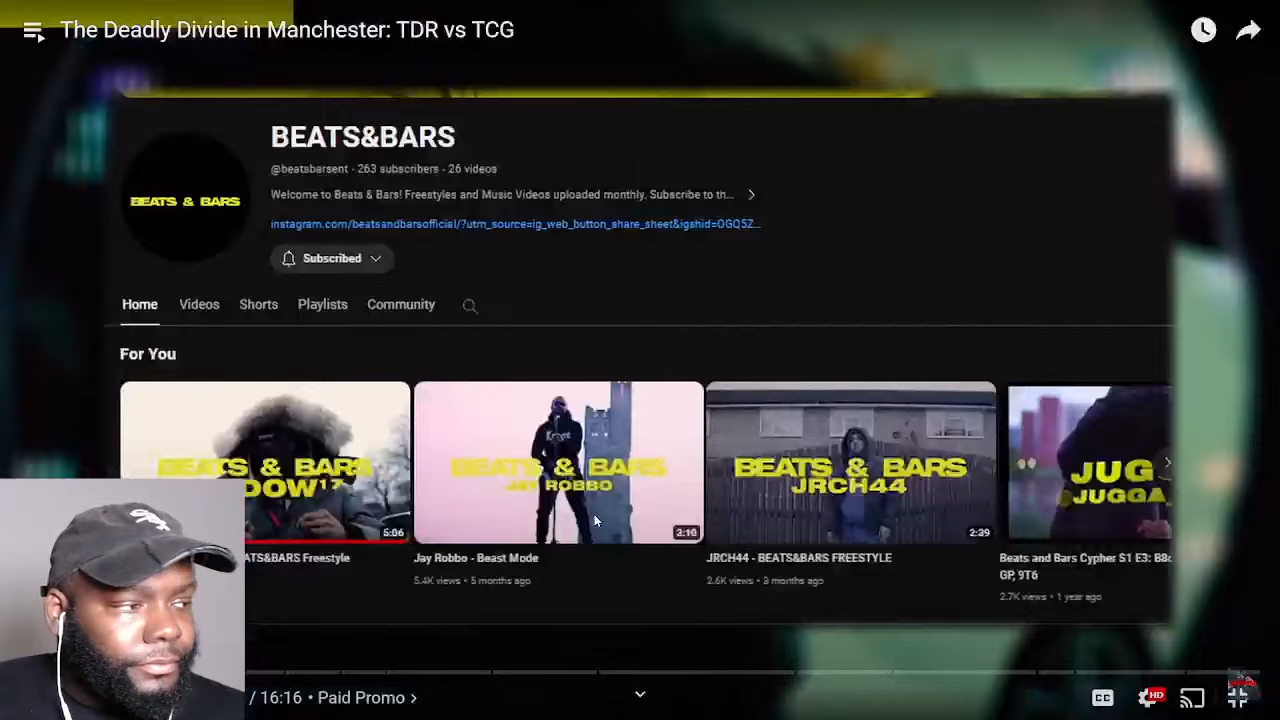 The Deadly Divide in Manchester: TDR vs TCG
BEATS & BARS
BEATS&BARS
@beatsbarsent · 263 subscribers · 26 videos
Welcome to Beats & Bars! Freestyles and Music Videos uploaded monthly. Subscribe to th...
instagram.com/beatsandbarsofficial/?utm_source=ig_web_button_share_sheet&igshid=OGQ5Z...
Subscribed
Home Videos Shorts Playlists Community
For You
BEATS & BARS
DOW¹⁷
5:06
BEATS & BARS
JAY ROBBO
2:10
BEATS & BARS
JRCH44
2:39
JUG
JUGGA
ATS&BARS Freestyle
Jay Robbo - Beast Mode
5.4K views • 5 months ago
JRCH44 - BEATS&BARS FREESTYLE
2.6K views • 3 months ago
Beats and Bars Cypher S1 E3: B8c
GP, 9T6
2.7K views • 1 year ago
/ 16:16 • Paid Promo
CC
HD